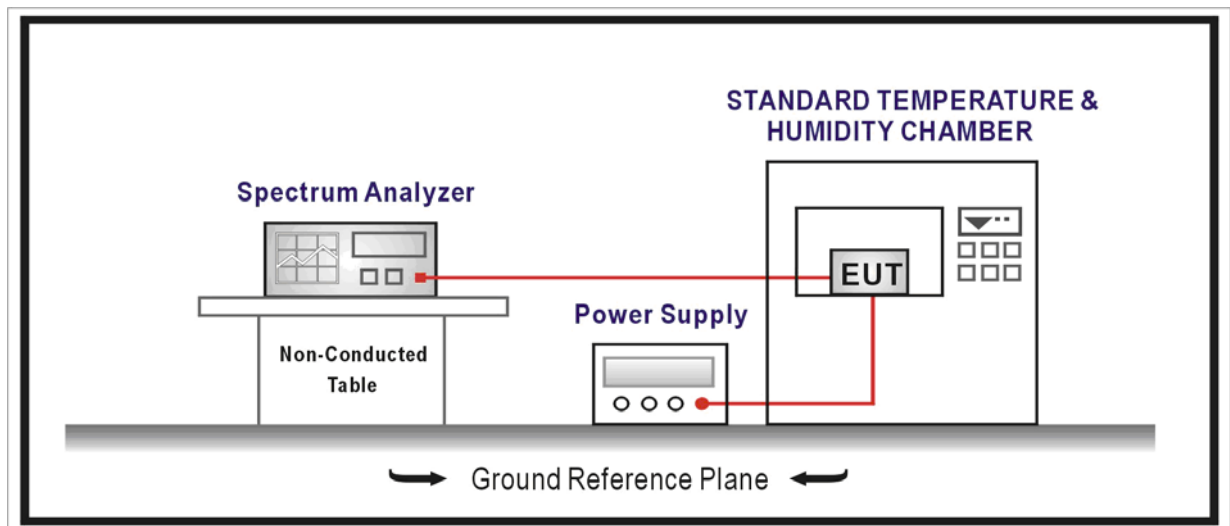 STANDARD TEMPERATURE &
HUMIDITY CHAMBER
Spectrum Analyzer
EUT
Power Supply
Non-Conducted
Table
Ground Reference Plane